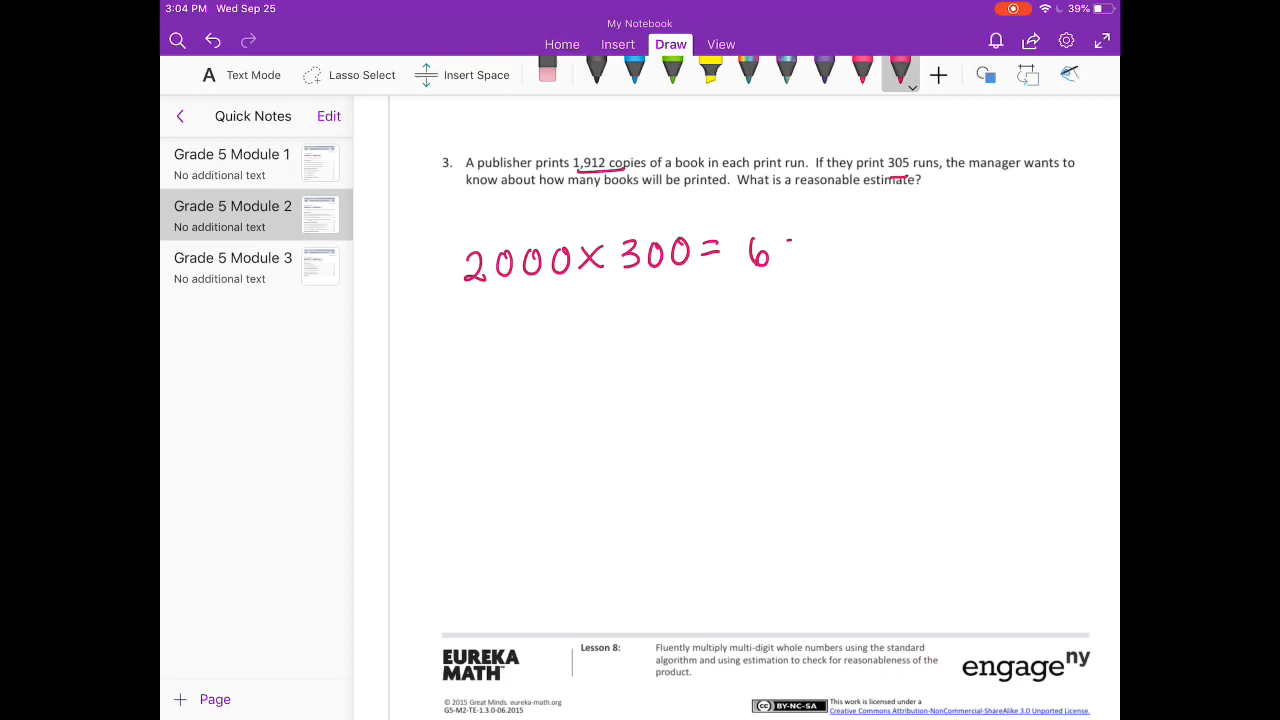 3:04 PM Wed Sep 25
39%
My Notebook
Home Insert Draw View
A Text Mode Lasso Select Insert Space
Quick Notes Edit
Grade 5 Module 1
No additional text
Grade 5 Module 2
No additional text
Grade 5 Module 3
No additional text
Page
3. A publisher prints 1,912 copies of a book in each print run. If they print 305 runs, the manager wants to
know about how many books will be printed. What is a reasonable estimate?
2000 × 300 = 6
EUREKA
MATH™
Lesson 8: Fluently multiply multi-digit whole numbers using the standard
algorithm and using estimation to check for reasonableness of the
product.
engage ny
© 2015 Great Minds. eureka-math.org
G5-M2-TE-1.3.0-06.2015
cc BY-NC-SA
This work is licensed under a
Creative Commons Attribution-NonCommercial-ShareAlike 3.0 Unported License.